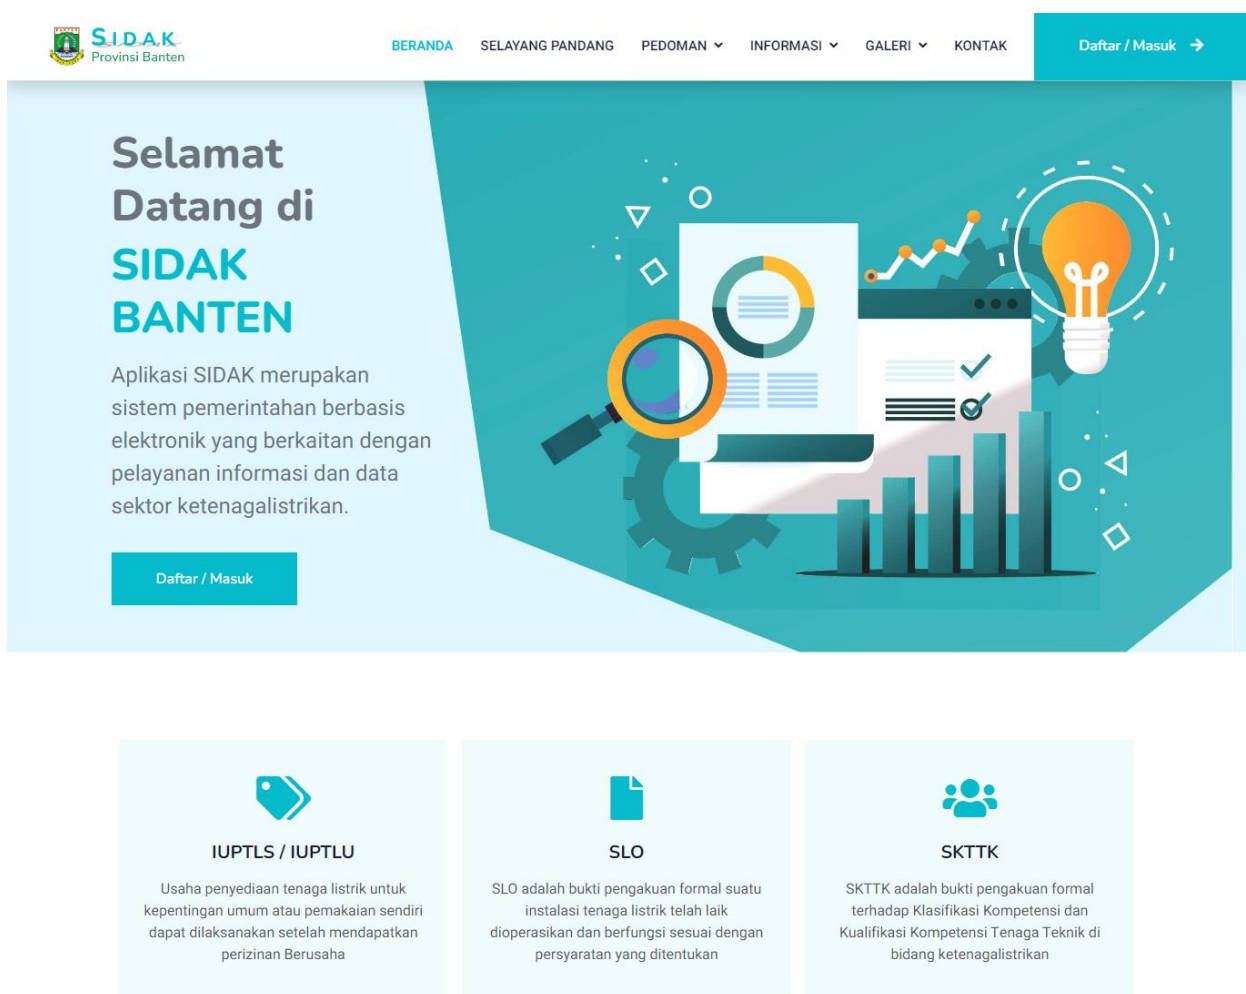 BANTEN
SIDAK
Provinsi Banten
BERANDA
SELAYANG PANDANG
PEDOMAN
INFORMASI
GALERI
KONTAK
Daftar / Masuk
Selamat
Datang di
SIDAK
BANTEN
Aplikasi SIDAK merupakan
sistem pemerintahan berbasis
elektronik yang berkaitan dengan
pelayanan informasi dan data
sektor ketenagalistrikan.
Daftar / Masuk
IUPTLS / IUPTLU
Usaha penyediaan tenaga listrik untuk
kepentingan umum atau pemakaian sendiri
dapat dilaksanakan setelah mendapatkan
perizinan Berusaha
SLO
SLO adalah bukti pengakuan formal suatu
instalasi tenaga listrik telah laik
dioperasikan dan berfungsi sesuai dengan
persyaratan yang ditentukan
SKTTK
SKTTK adalah bukti pengakuan formal
terhadap Klasifikasi Kompetensi dan
Kualifikasi Kompetensi Tenaga Teknik di
bidang ketenagalistrikan